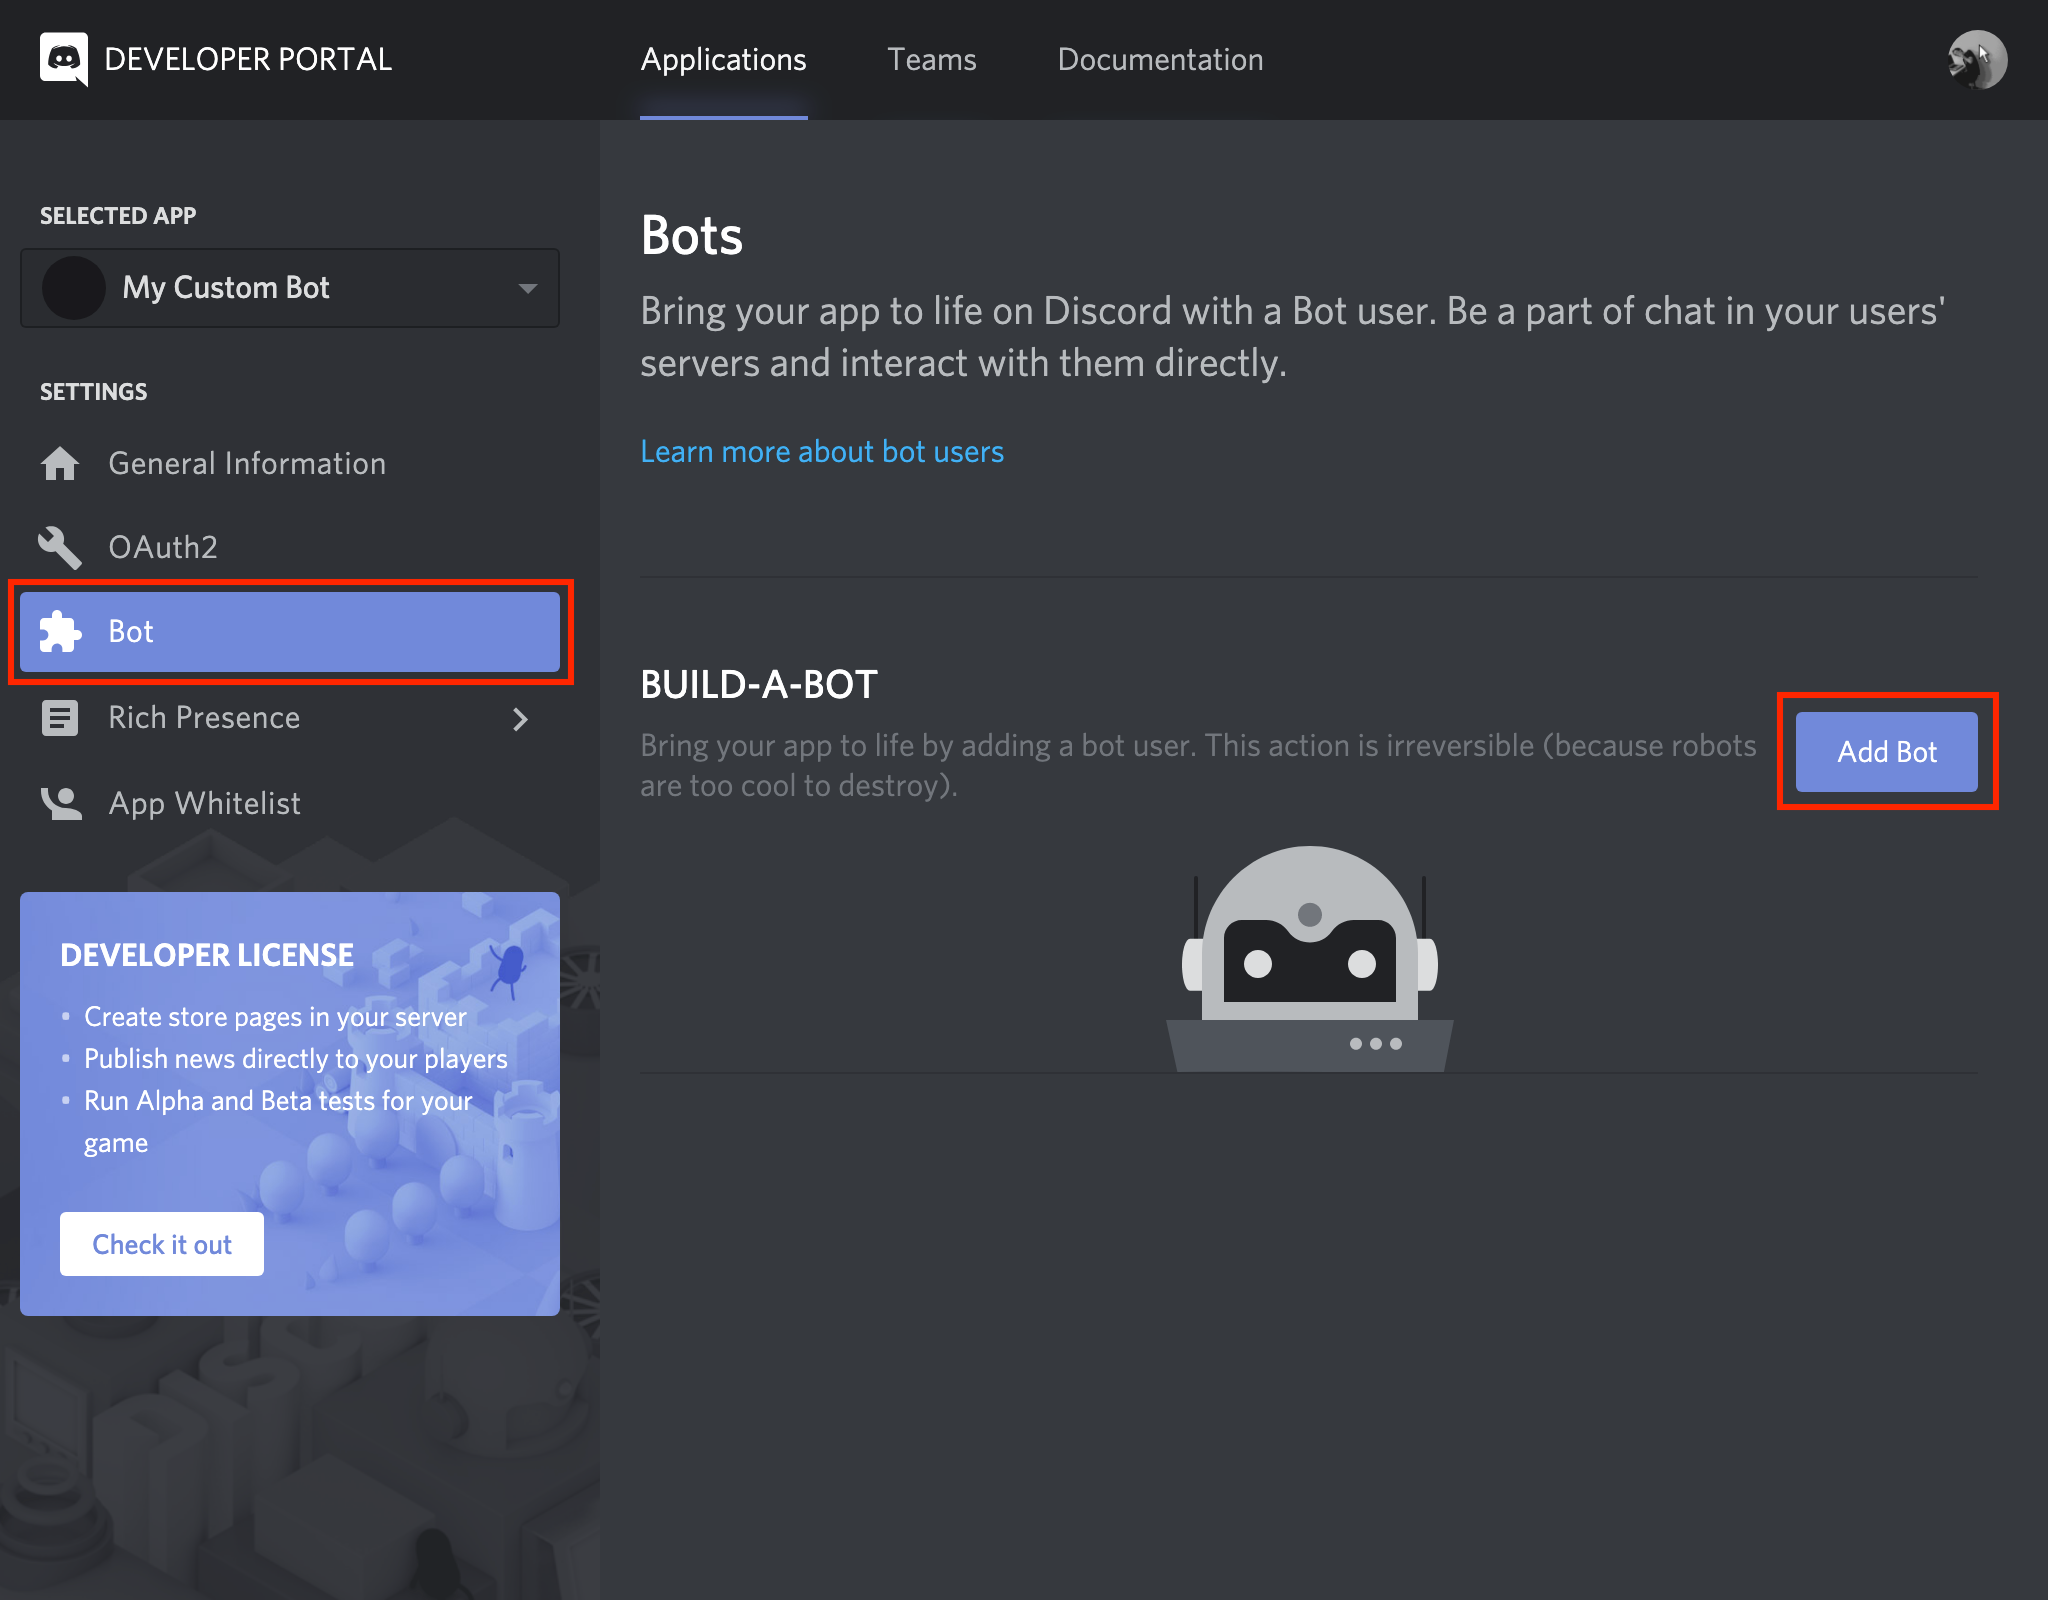 DEVELOPER PORTAL
Applications
Teams
Documentation
SELECTED APP
My Custom Bot
SETTINGS
General Information
OAuth2
Bot
Rich Presence
App Whitelist
DEVELOPER LICENSE
• Create store pages in your server
• Publish news directly to your players
• Run Alpha and Beta tests for your
game
Check it out
Bots
Bring your app to life on Discord with a Bot user. Be a part of chat in your users'
servers and interact with them directly.
Learn more about bot users
BUILD-A-BOT
Bring your app to life by adding a bot user. This action is irreversible (because robots
are too cool to destroy).
Add Bot